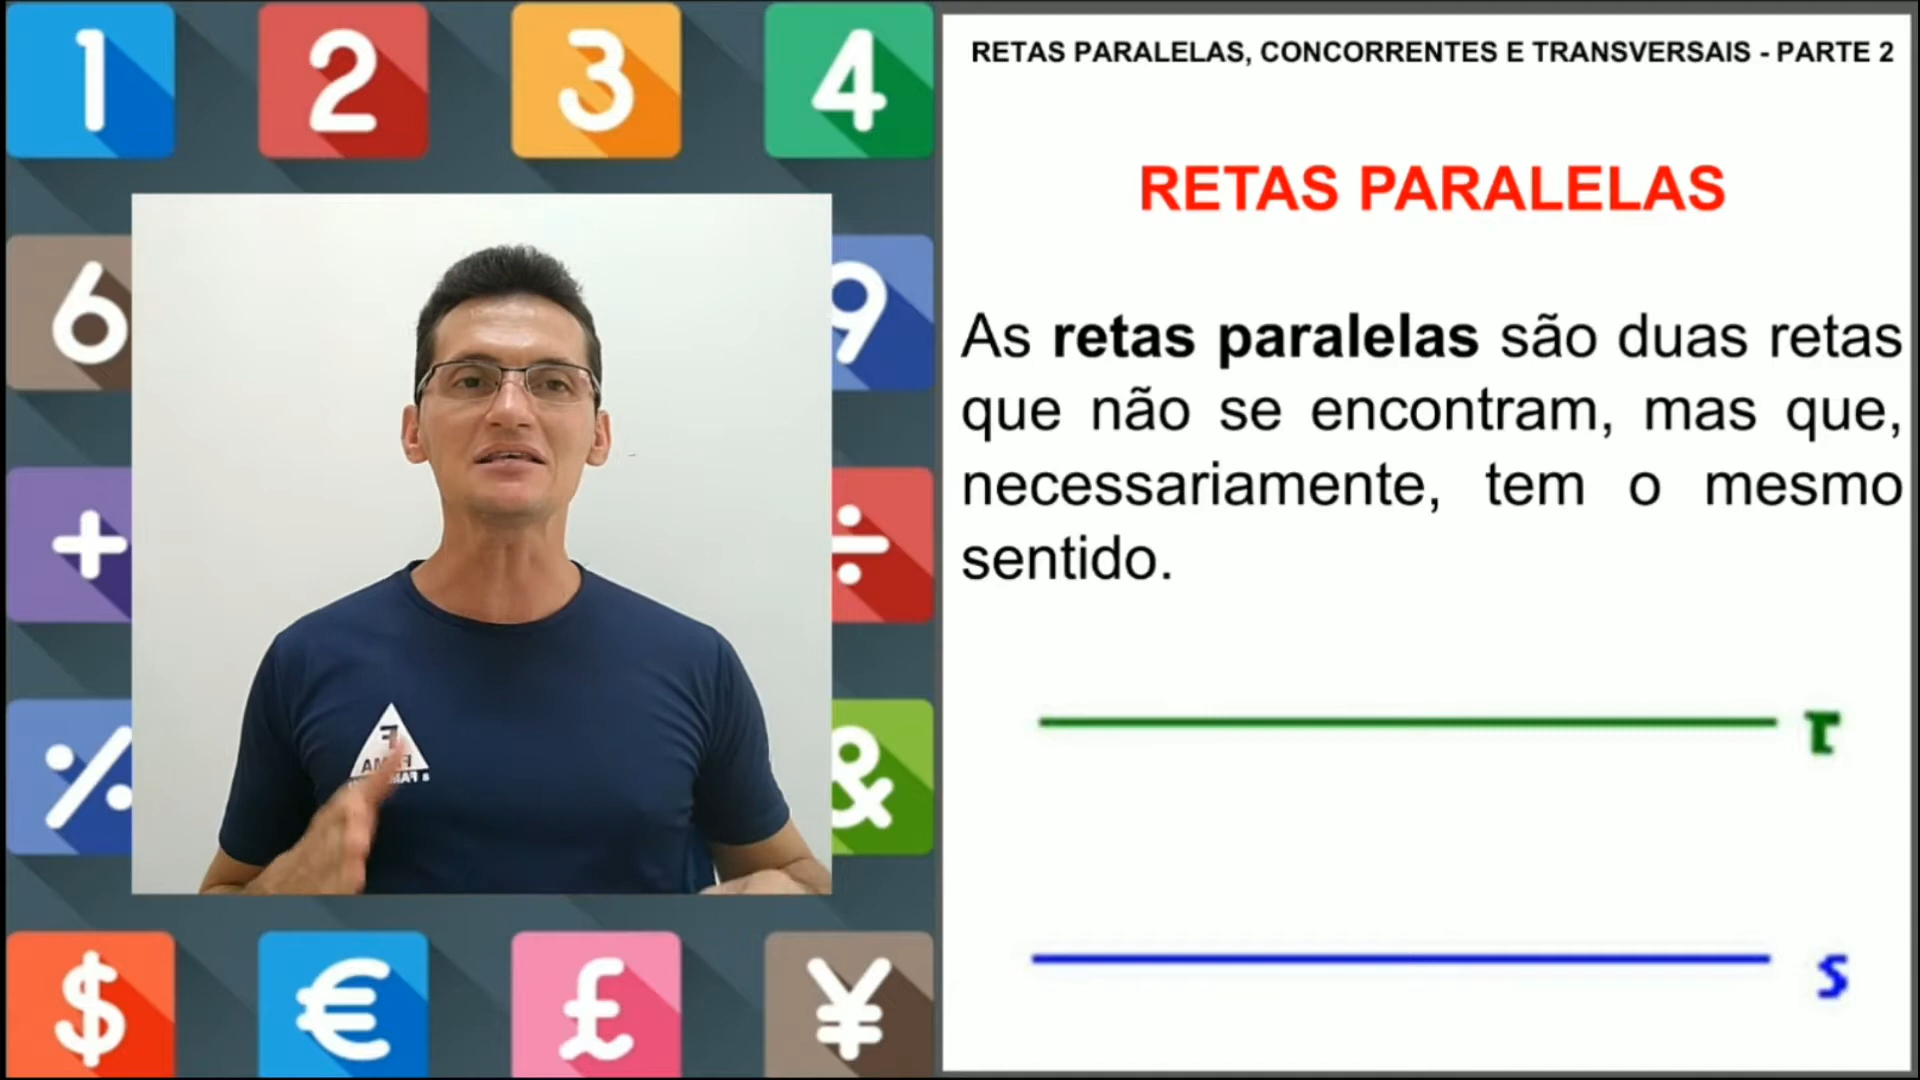 1 2 3 4
6 9
+ ÷
٪ &
$ € £ ¥
RETAS PARALELAS, CONCORRENTES E TRANSVERSAIS - PARTE 2
RETAS PARALELAS
As retas paralelas são duas retas
que não se encontram, mas que,
necessariamente, tem o mesmo
sentido.
r
s